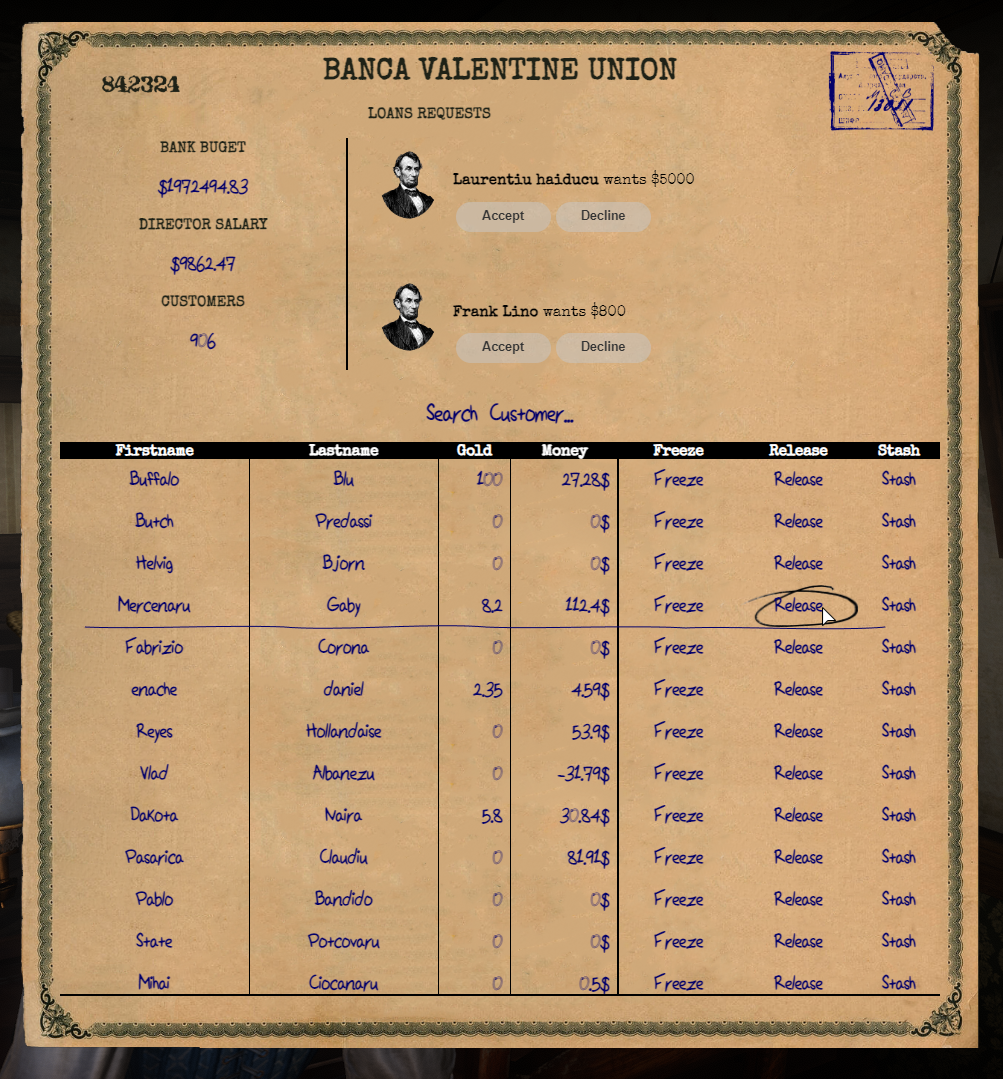 842324
BANCA VALENTINE UNION
LOANS REQUESTS
BANK BUGET
$1972494.83
DIRECTOR SALARY
$9862.47
CUSTOMERS
906
Laurentiu haiducu wants $5000
Accept Decline
Frank Lino wants $800
Accept Decline
Search Customer...
Firstname Lastname Gold Money Freeze Release Stash
Buffalo Blu 100 27.28$ Freeze Release Stash
Butch Predassi 0 0$ Freeze Release Stash
Helvig Bjorn 0 0$ Freeze Release Stash
Mercenaru Gaby 8.2 112.4$ Freeze Release Stash
Fabrizio Corona 0 0$ Freeze Release Stash
enache daniel 2.35 4.59$ Freeze Release Stash
Reyes Hollandaise 0 53.9$ Freeze Release Stash
Vlad Albanezu 0 -31.79$ Freeze Release Stash
Dakota Naira 5.8 30.84$ Freeze Release Stash
Pasarica Claudiu 0 81.91$ Freeze Release Stash
Pablo Bandido 0 0$ Freeze Release Stash
State Potcovaru 0 0$ Freeze Release Stash
Mihai Ciocanaru 0 0.5$ Freeze Release Stash